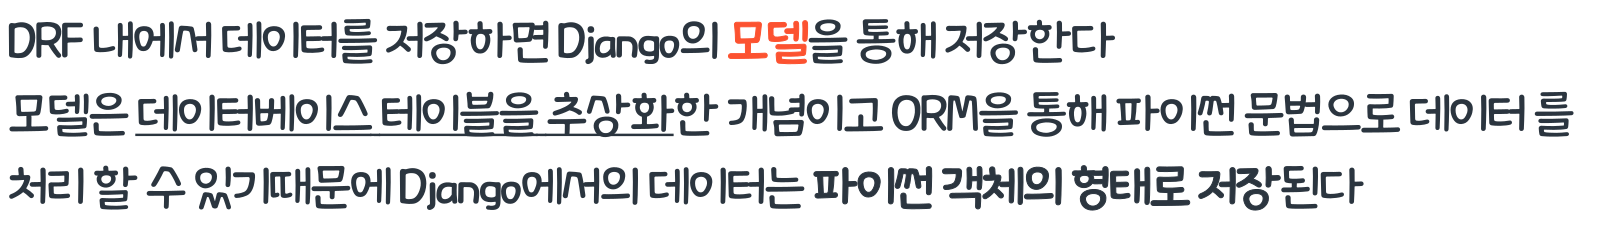 DRF 내에서 데이터를 저장하면 Django의 모델을 통해 저장한다
모델은 데이터베이스 테이블을 추상화한 개념이고 ORM을 통해 파이썬 문법으로 데이터 를
처리 할 수 있기때문에 Django에서의 데이터는 파이썬 객체의 형태로 저장된다